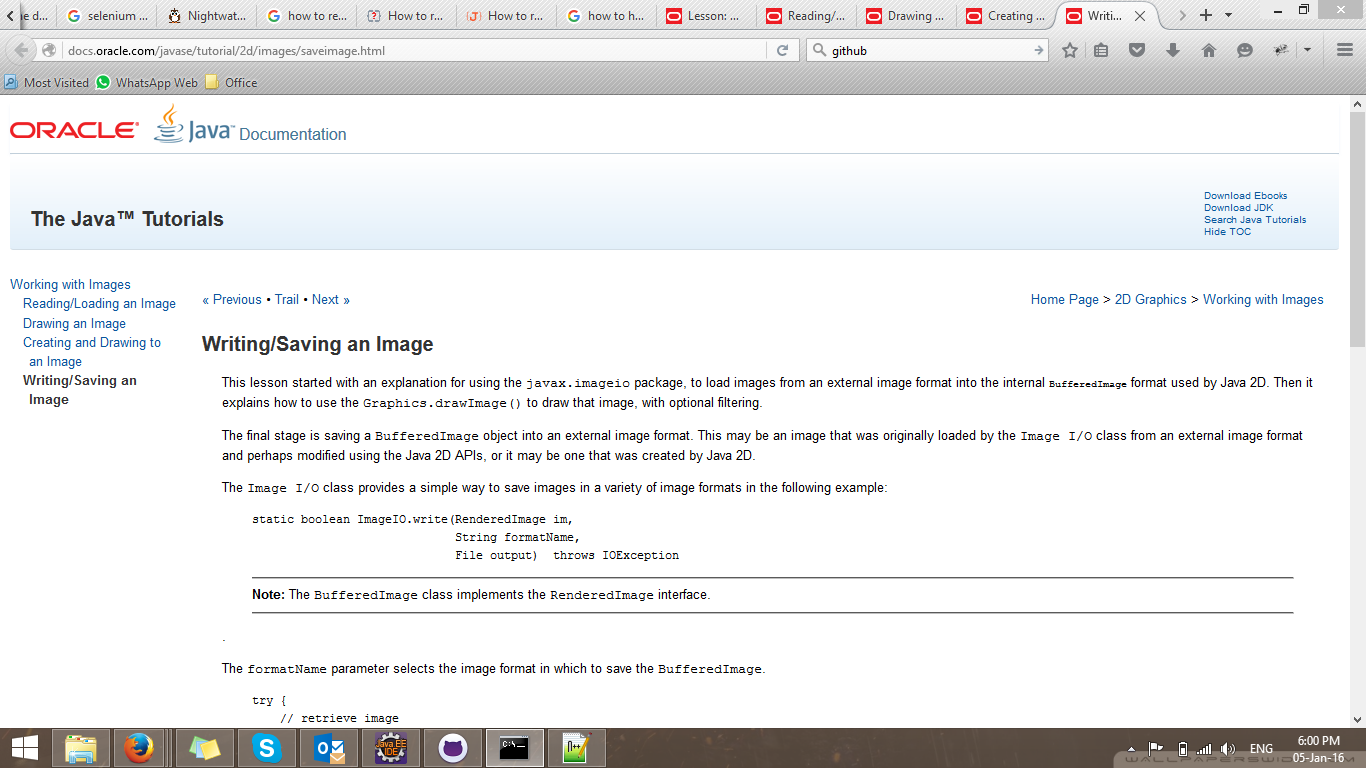 e d...
selenium ...
Nightwat...
how to re...
How to r...
How to r...
how to h...
Lesson: ...
Reading/...
Drawing ...
Creating ...
Writi...
docs.oracle.com/javase/tutorial/2d/images/saveimage.html
github
Most Visited
WhatsApp Web
Office
ORACLE
Java™ Documentation
The Java™ Tutorials
Download Ebooks
Download JDK
Search Java Tutorials
Hide TOC
Working with Images
Reading/Loading an Image
Drawing an Image
Creating and Drawing to
an Image
Writing/Saving an
Image
« Previous • Trail • Next »
Home Page > 2D Graphics > Working with Images
Writing/Saving an Image
This lesson started with an explanation for using the javax.imageio package, to load images from an external image format into the internal BufferedImage format used by Java 2D. Then it
explains how to use the Graphics.drawImage() to draw that image, with optional filtering.
The final stage is saving a BufferedImage object into an external image format. This may be an image that was originally loaded by the Image I/O class from an external image format
and perhaps modified using the Java 2D APIs, or it may be one that was created by Java 2D.
The Image I/O class provides a simple way to save images in a variety of image formats in the following example:
static boolean ImageIO.write(RenderedImage im,
String formatName,
File output)  throws IOException
Note: The BufferedImage class implements the RenderedImage interface.
.
The formatName parameter selects the image format in which to save the BufferedImage.
try {
// retrieve image
Java EE
IDE
C:\
ENG
6:00 PM
05-Jan-16